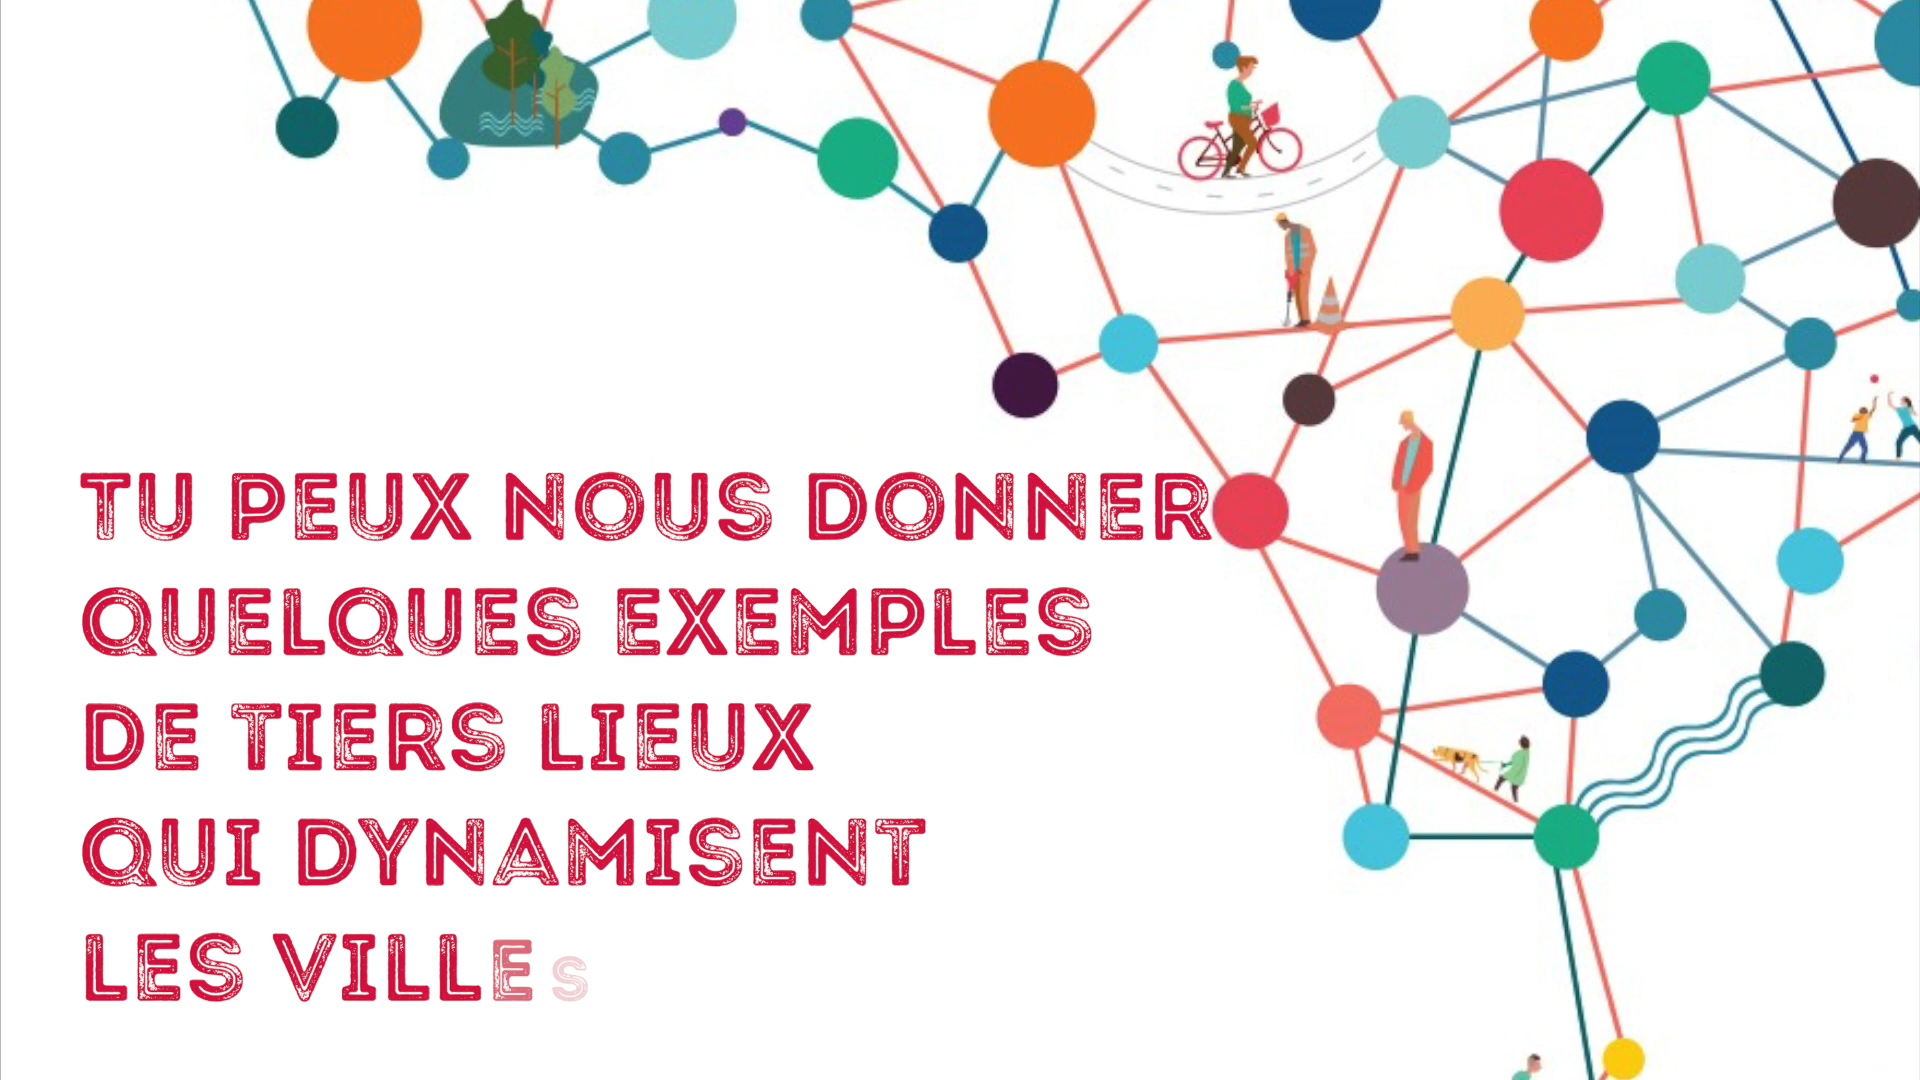 TU PEUX NOUS DONNER
QUELQUES EXEMPLES
DE TIERS LIEUX
QUI DYNAMISENT
LES VILLES